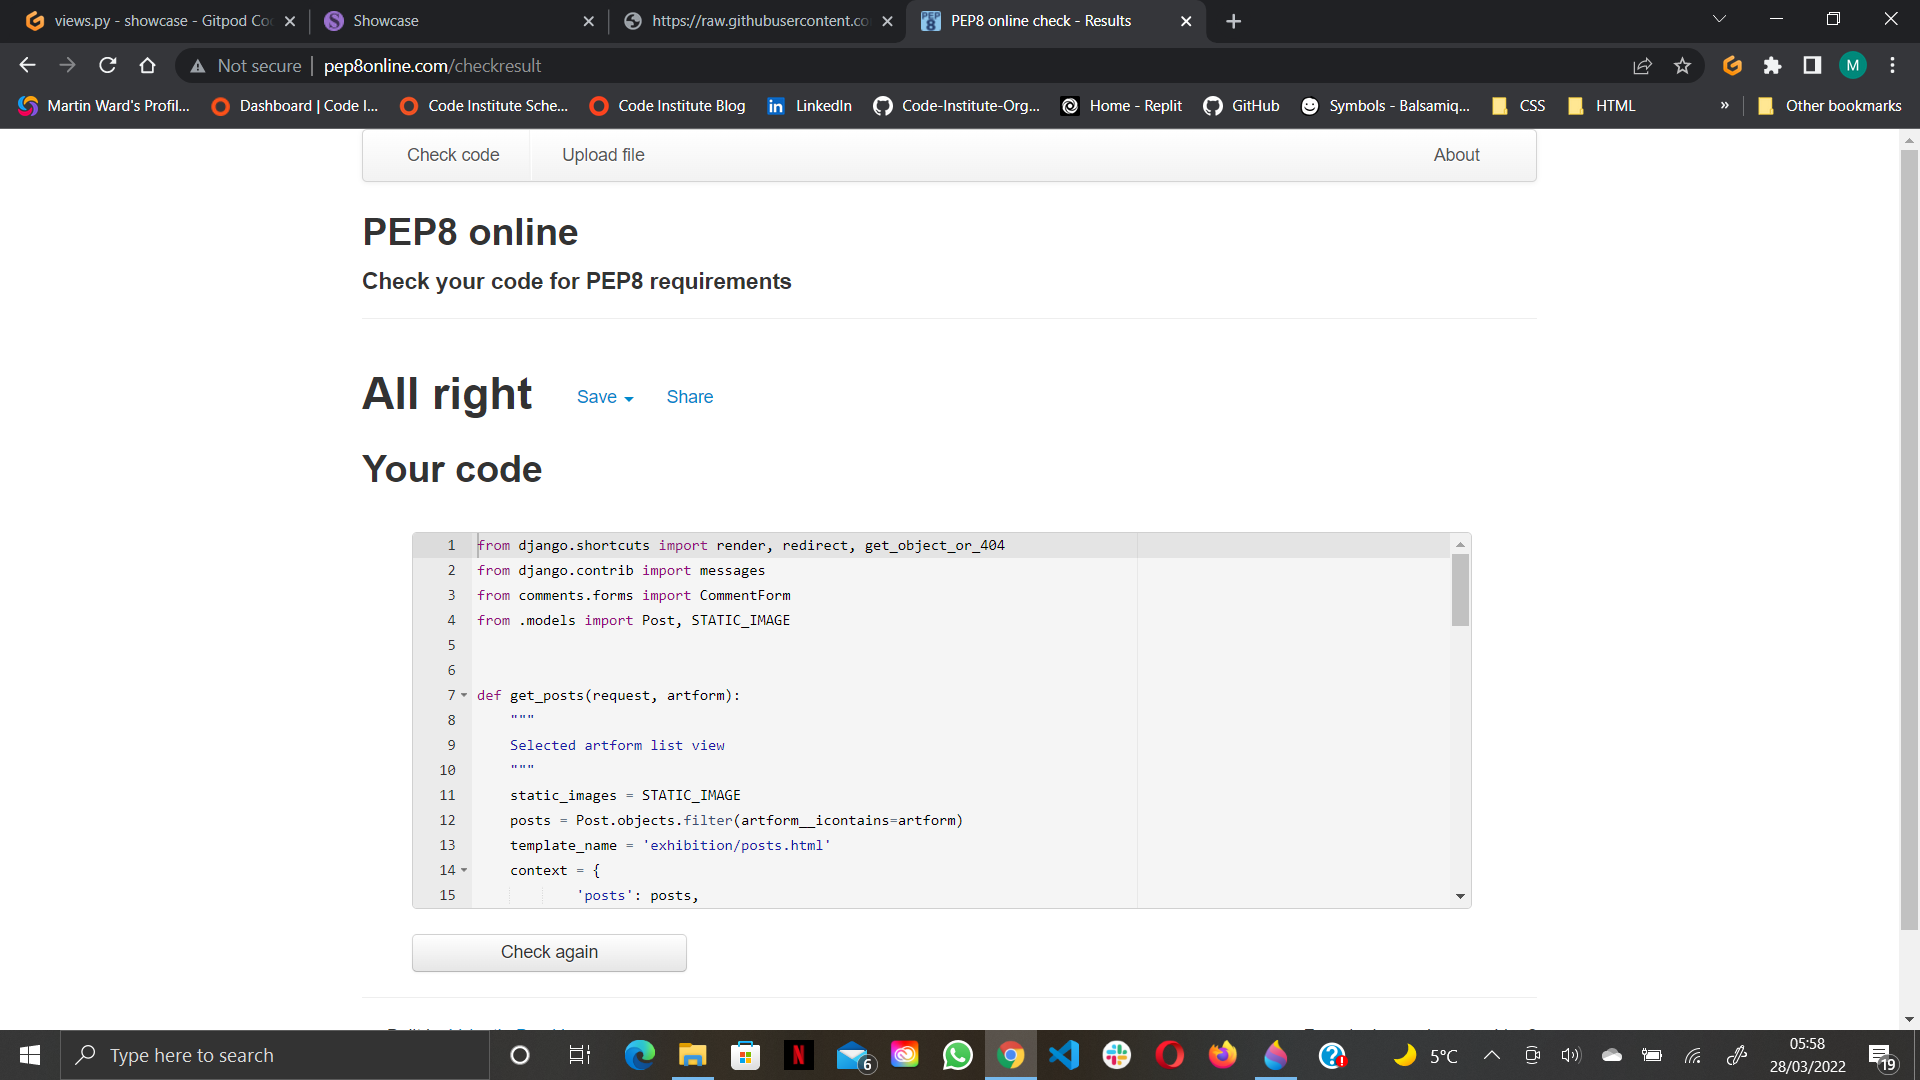 views.py - showcase - Gitpod Co
Showcase
https://raw.githubusercontent.co
PEP8 online check - Results
Not secure
pep8online.com/checkresult
M
Martin Ward's Profil...
Dashboard | Code I...
Code Institute Sche...
Code Institute Blog
LinkedIn
Code-Institute-Org...
Home - Replit
GitHub
Symbols - Balsamiq...
CSS
HTML
»
Other bookmarks
Check code
Upload file
About
PEP8 online
Check your code for PEP8 requirements
All right
Save
Share
Your code
1 from django.shortcuts import render, redirect, get_object_or_404
2 from django.contrib import messages
3 from comments.forms import CommentForm
4 from .models import Post, STATIC_IMAGE
5
6
7 def get_posts(request, artform):
8 """
9 Selected artform list view
10 """
11 static_images = STATIC_IMAGE
12 posts = Post.objects.filter(artform__icontains=artform)
13 template_name = 'exhibition/posts.html'
14 context = {
15 'posts': posts,
Check again
Type here to search
6
5°C
05:58
28/03/2022
19